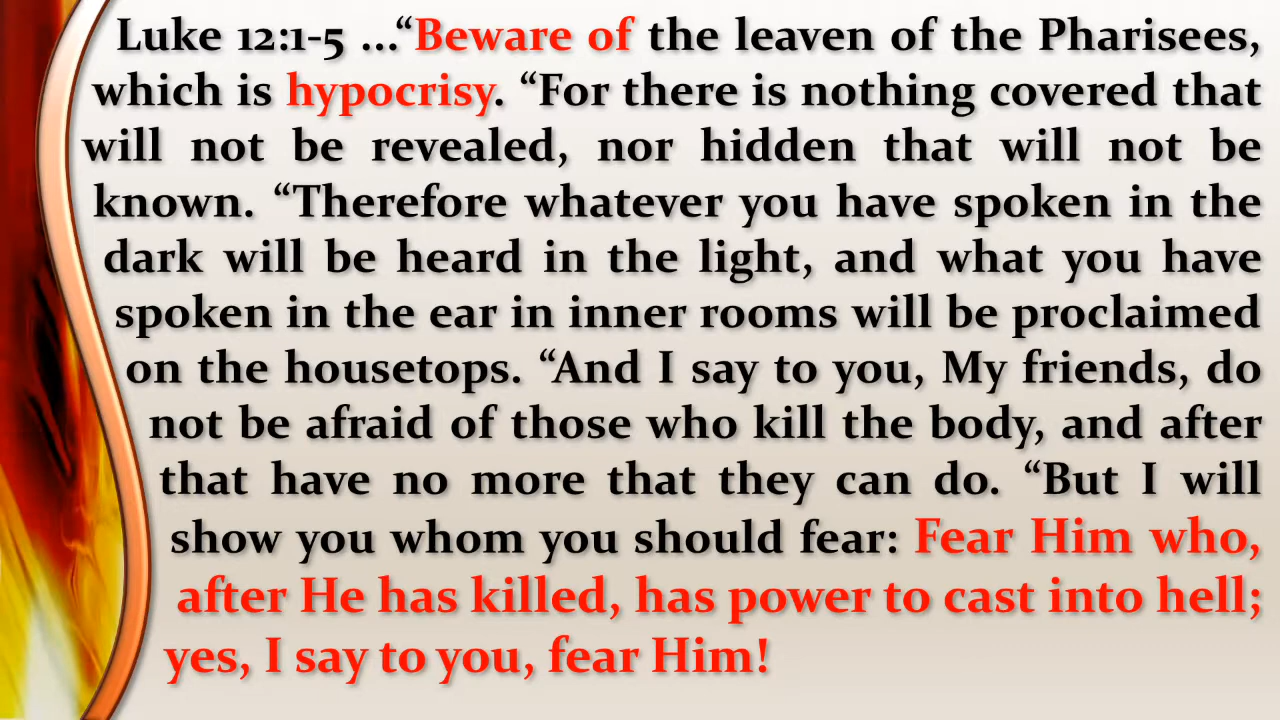 Luke 12:1-5 ...“Beware of the leaven of the Pharisees,
which is hypocrisy. “For there is nothing covered that
will not be revealed, nor hidden that will not be
known. “Therefore whatever you have spoken in the
dark will be heard in the light, and what you have
spoken in the ear in inner rooms will be proclaimed
on the housetops. “And I say to you, My friends, do
not be afraid of those who kill the body, and after
that have no more that they can do. “But I will
show you whom you should fear: Fear Him who,
after He has killed, has power to cast into hell;
yes, I say to you, fear Him!